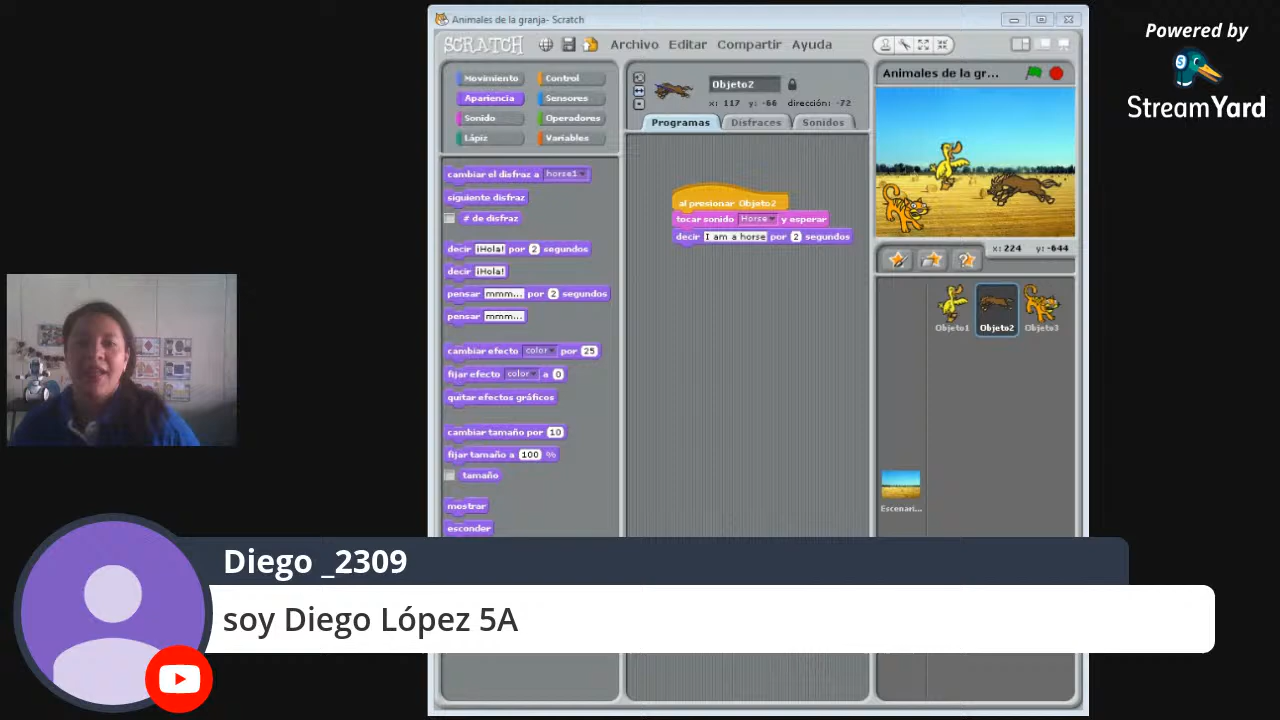 Animales de la granja- Scratch
Powered by
StreamYard
SCRATCH Archivo Editar Compartir Ayuda
Movimiento Control
Apariencia Sensores
Sonido Operadores
Lápiz Variables
Objeto2
x: 117 y: -66 dirección: -72
Programas Disfraces Sonidos
Animales de la gr...
cambiar el disfraz a horse1
siguiente disfraz
# de disfraz
decir ¡Hola! por 2 segundos
decir ¡Hola!
pensar mmm... por 2 segundos
pensar mmm...
cambiar efecto color por 25
fijar efecto color a 0
quitar efectos gráficos
cambiar tamaño por 10
fijar tamaño a 100 %
tamaño
mostrar
esconder
al presionar Objeto2
tocar sonido Horse y esperar
decir I am a horse por 2 segundos
x: 224 y: -644
Objeto1 Objeto2 Objeto3
Escenari...
Diego _2309
soy Diego López 5A